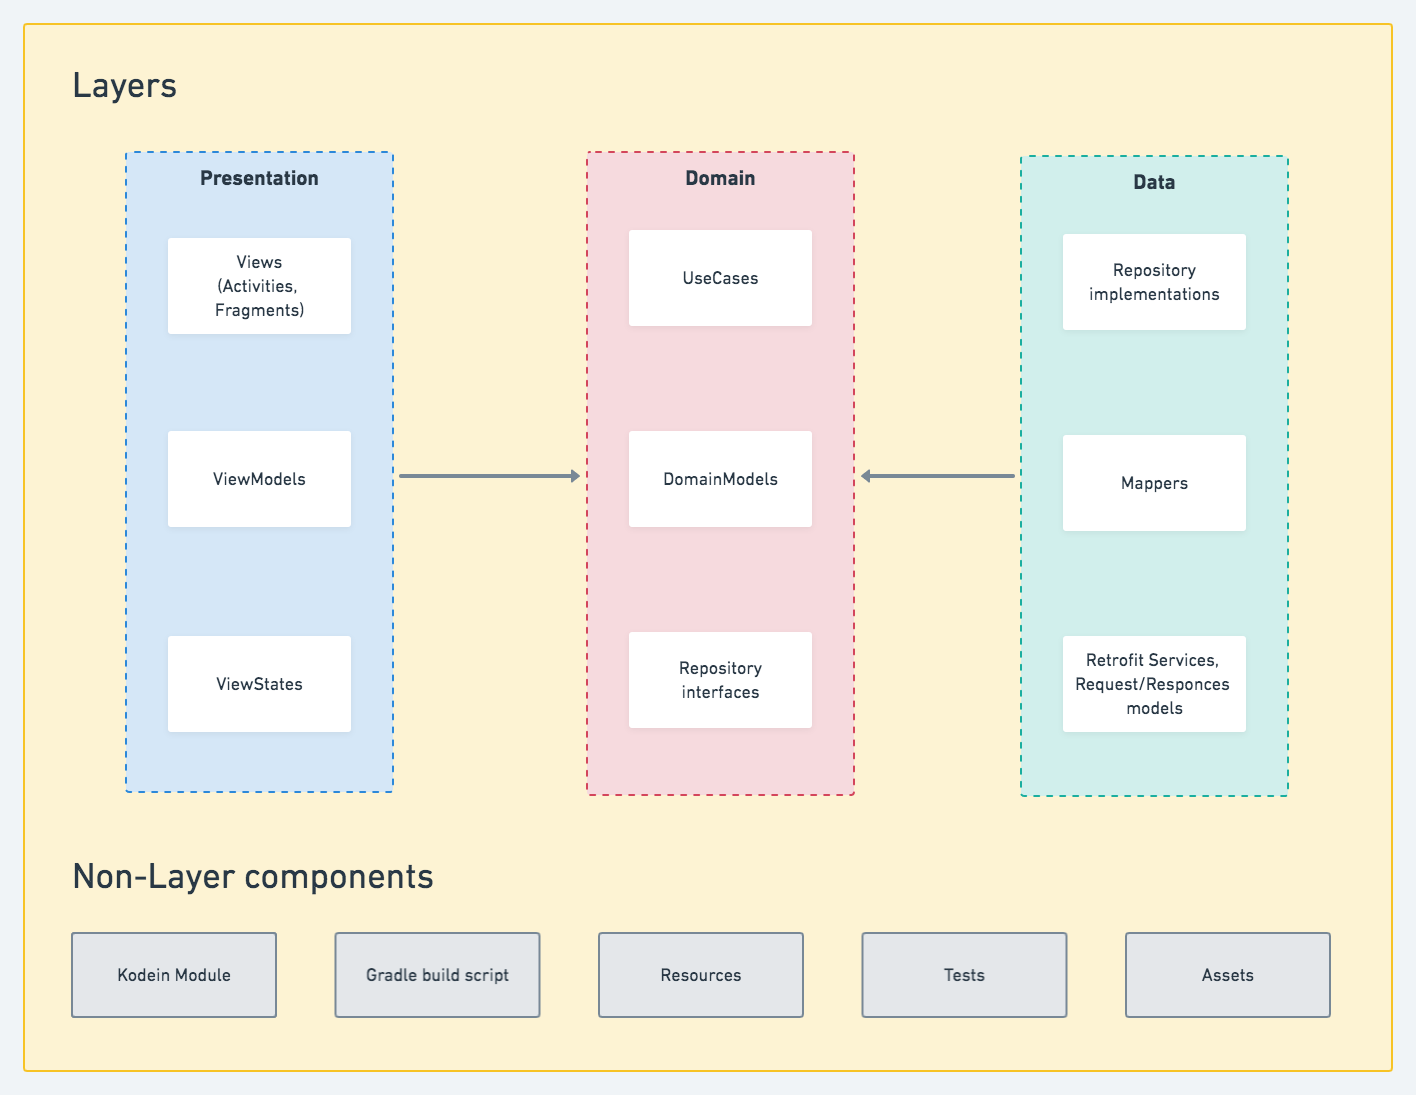 Layers
Presentation
Views
(Activities,
Fragments)
ViewModels
ViewStates
Domain
UseCases
DomainModels
Repository
interfaces
Data
Repository
implementations
Mappers
Retrofit Services,
Request/Responces
models
Non-Layer components
Kodein Module
Gradle build script
Resources
Tests
Assets